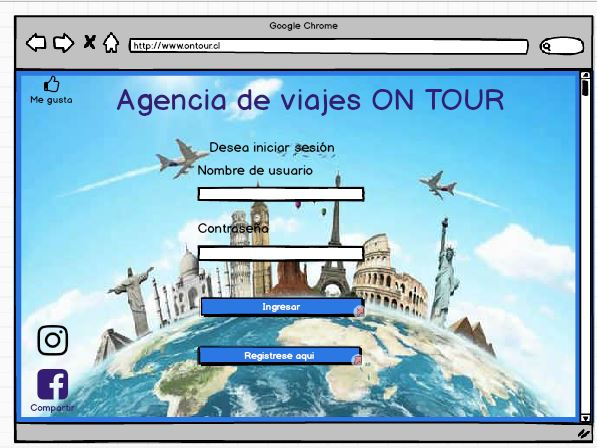 Google Chrome
http://www.ontour.cl
Me gusta
Agencia de viajes ON TOUR
Desea iniciar sesión
Nombre de usuario
Contraseña
Ingresar
Registrese aqui
Compartir